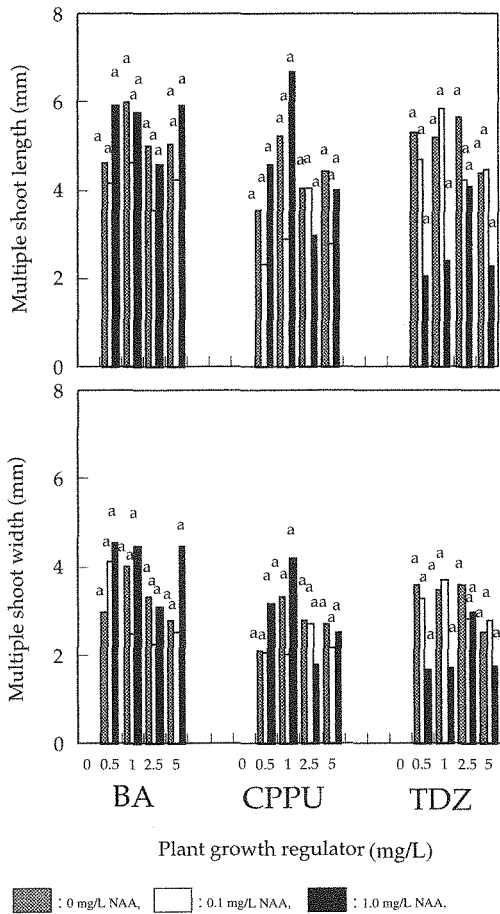 8
6
4
2
0
Multiple shoot length (mm)
a a a a a a a a a a a a
a a a a a a a a a a a a
a a a a a a a a a a a a
8
6
4
2
0
Multiple shoot width (mm)
a a a a a a a a a a a a
a a a a a a a a a a a a
a a a a a a a a a a a a
0 0.5 1 2.5 5 0 0.5 1 2.5 5 0 0.5 1 2.5 5
BA CPPU TDZ
Plant growth regulator (mg/L)
: 0 mg/L NAA, : 0.1 mg/L NAA, : 1.0 mg/L NAA,